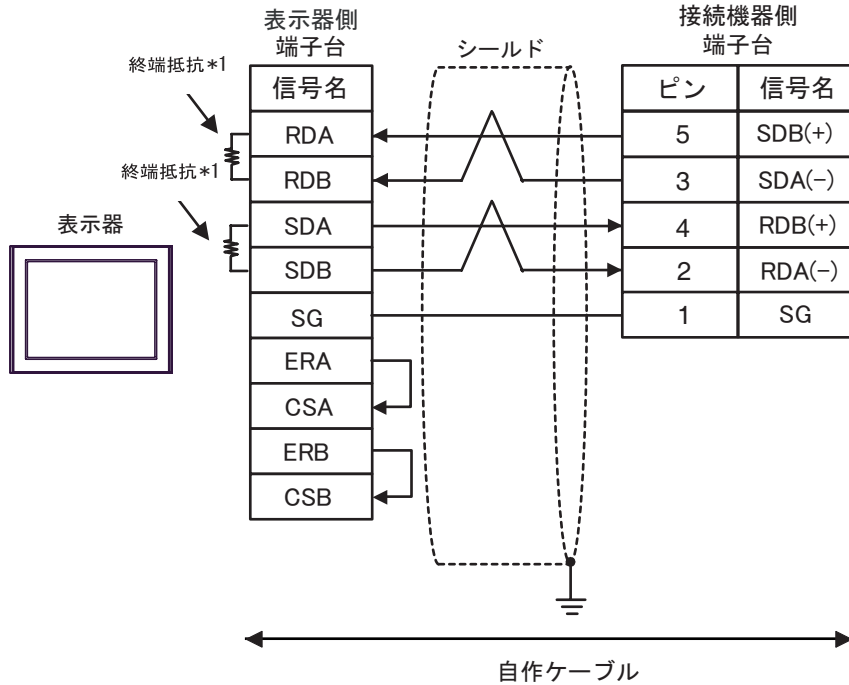 表示器側
端子台
接続機器側
端子台
シールド
終端抵抗*1
終端抵抗*1
表示器
信号名
RDA
RDB
SDA
SDB
SG
ERA
CSA
ERB
CSB
ピン 信号名
5 SDB(+)
3 SDA(-)
4 RDB(+)
2 RDA(-)
1 SG
自作ケーブル